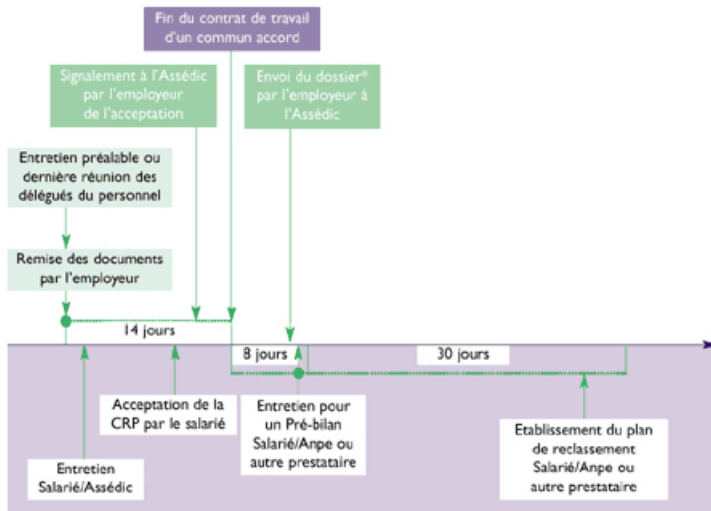 Fin du contrat de travail
d'un commun accord
Signalement à l'Assédic
par l'employeur
de l'acceptation
Envoi du dossier®
par l'employeur à
l'Assédic
Entretien préalable ou
dernière réunion des
délégués du personnel
Remise des documents
par l'employeur
14 jours
8 jours
30 jours
Acceptation de la
CRP par le salarié
Entretien pour
un Pré-bilan
Salarié/Anpe ou
autre prestataire
Etablissement du plan
de reclassement
Salarié/Anpe ou
autre prestataire
Entretien
Salarié/Assédic